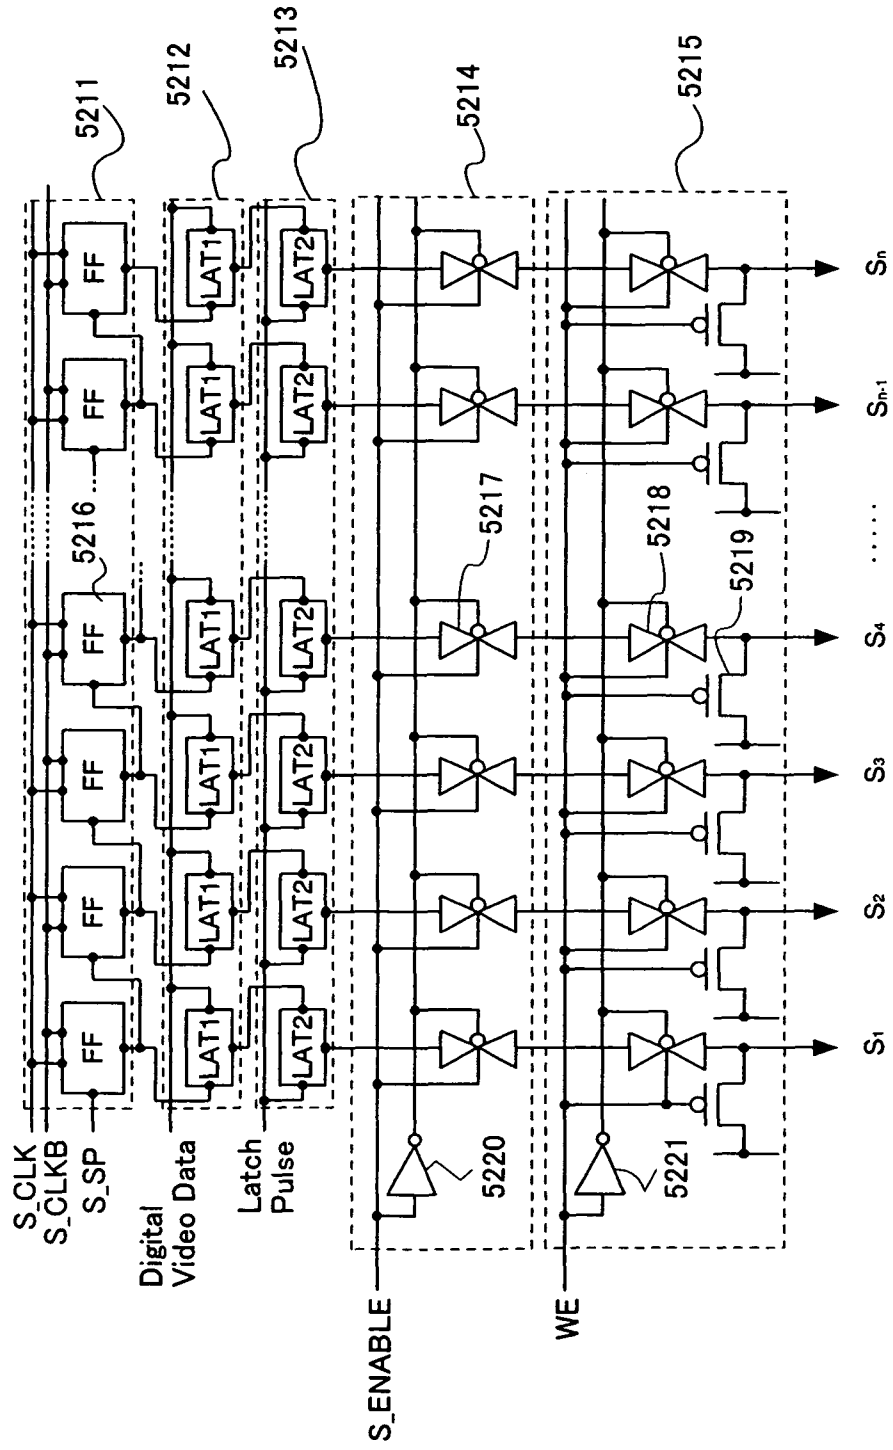 S_CLK
S_CLKB
S_SP
Digital
Video Data
Latch
Pulse
S_ENABLE
WE
FF FF FF FF FF FF
5216
5211
LAT1 LAT1 LAT1 LAT1 LAT1 LAT1
5212
LAT2 LAT2 LAT2 LAT2 LAT2 LAT2
5213
5220
5217
5214
5221
5218
5219
5215
S1 S2 S3 S4 ..... Sn-1 Sn